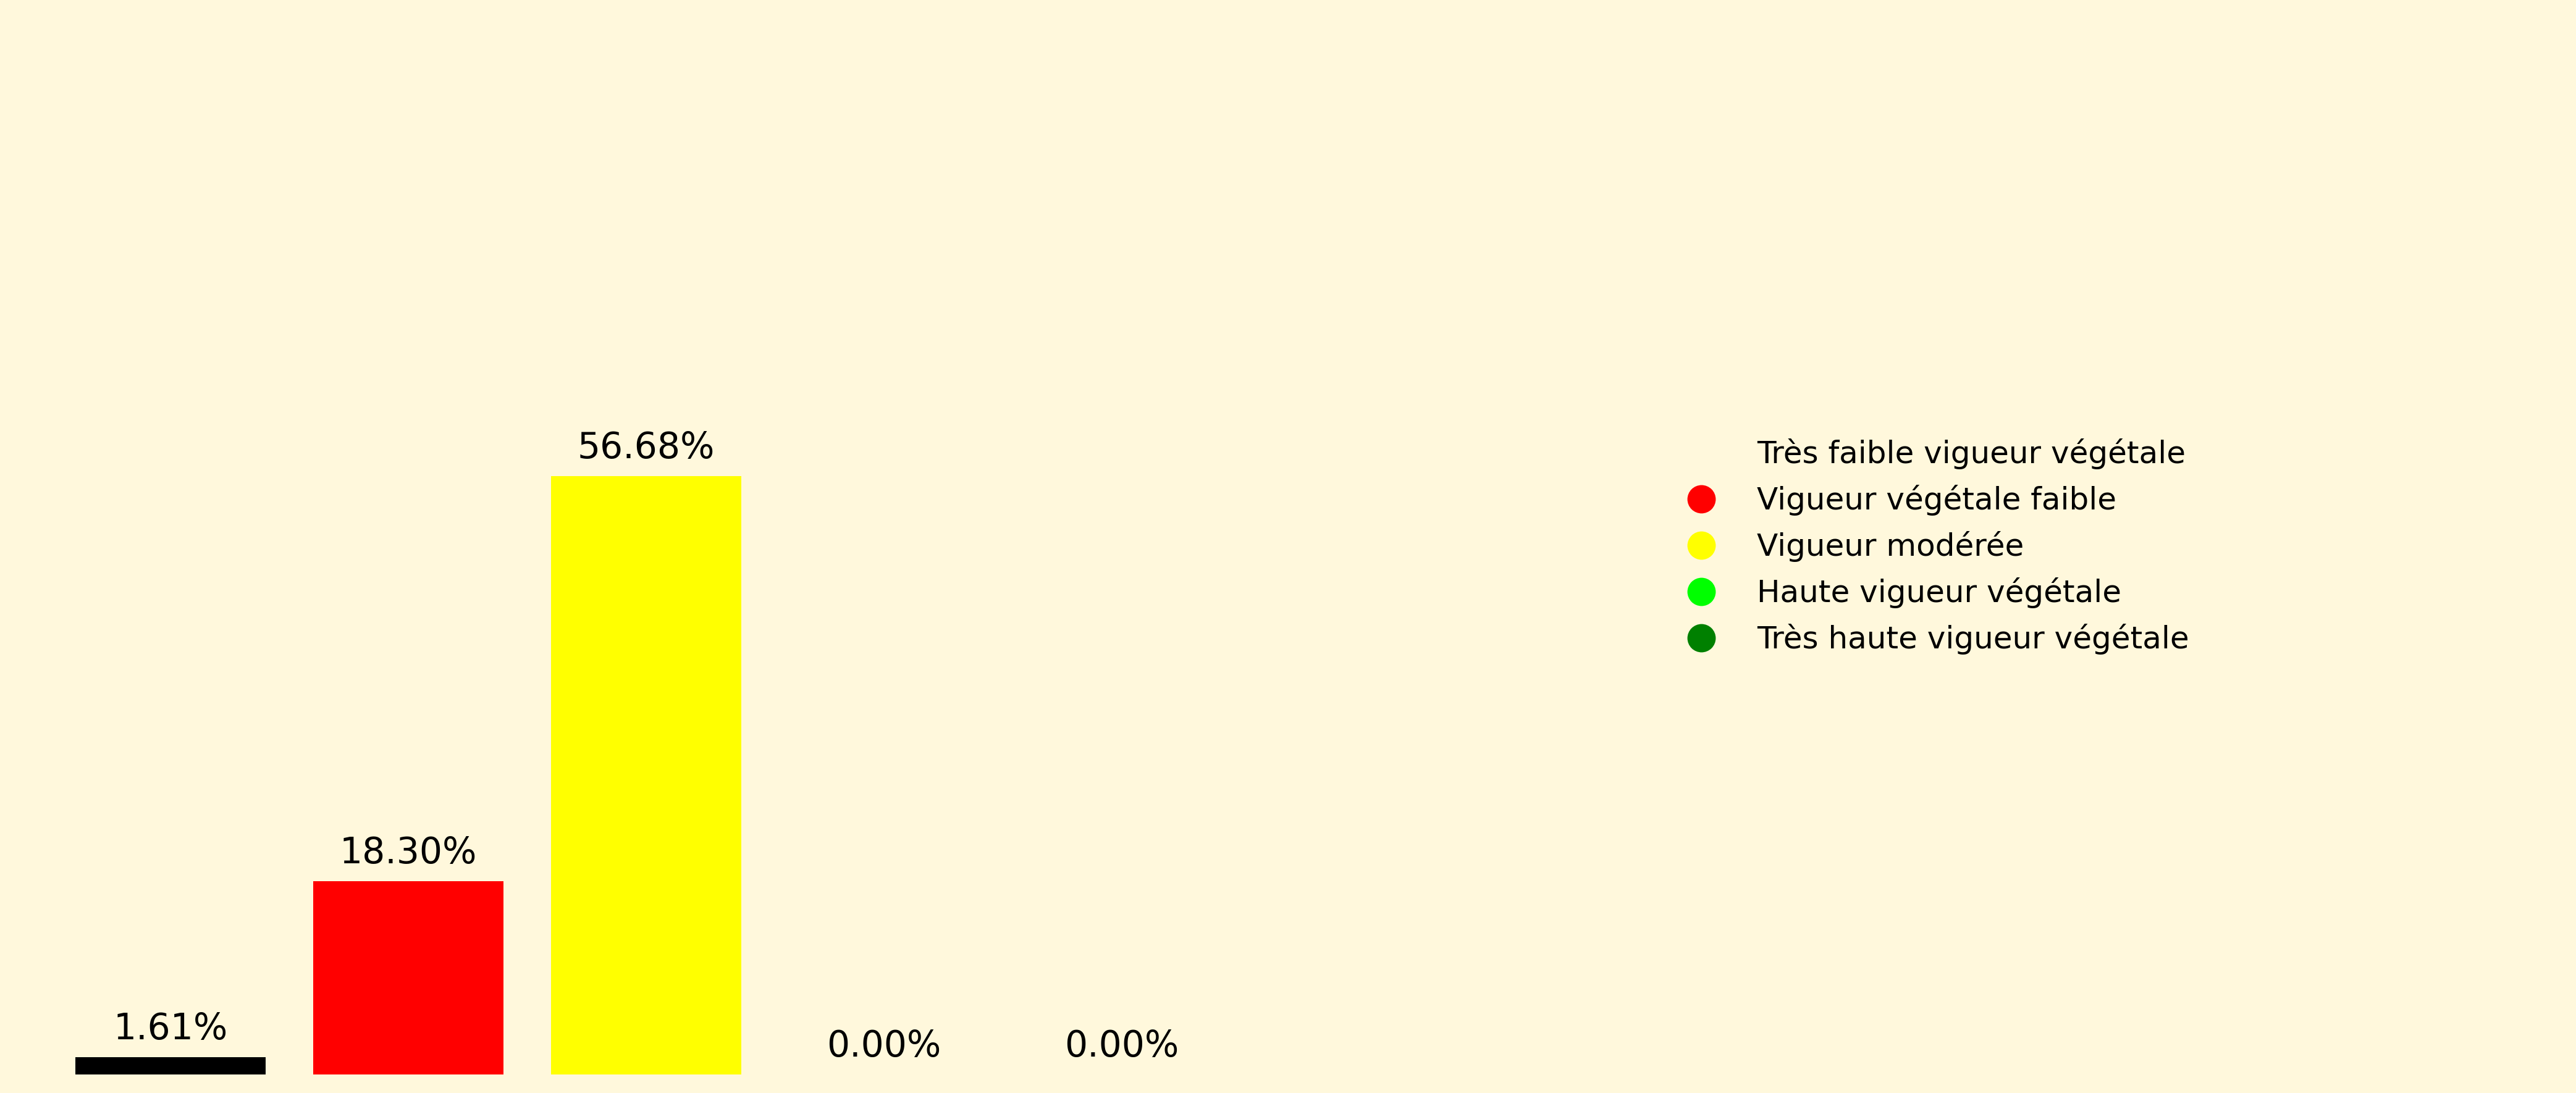 56.68%
18.30%
1.61%
0.00%
0.00%
Très faible vigueur végétale
Vigueur végétale faible
Vigueur modérée
Haute vigueur végétale
Très haute vigueur végétale